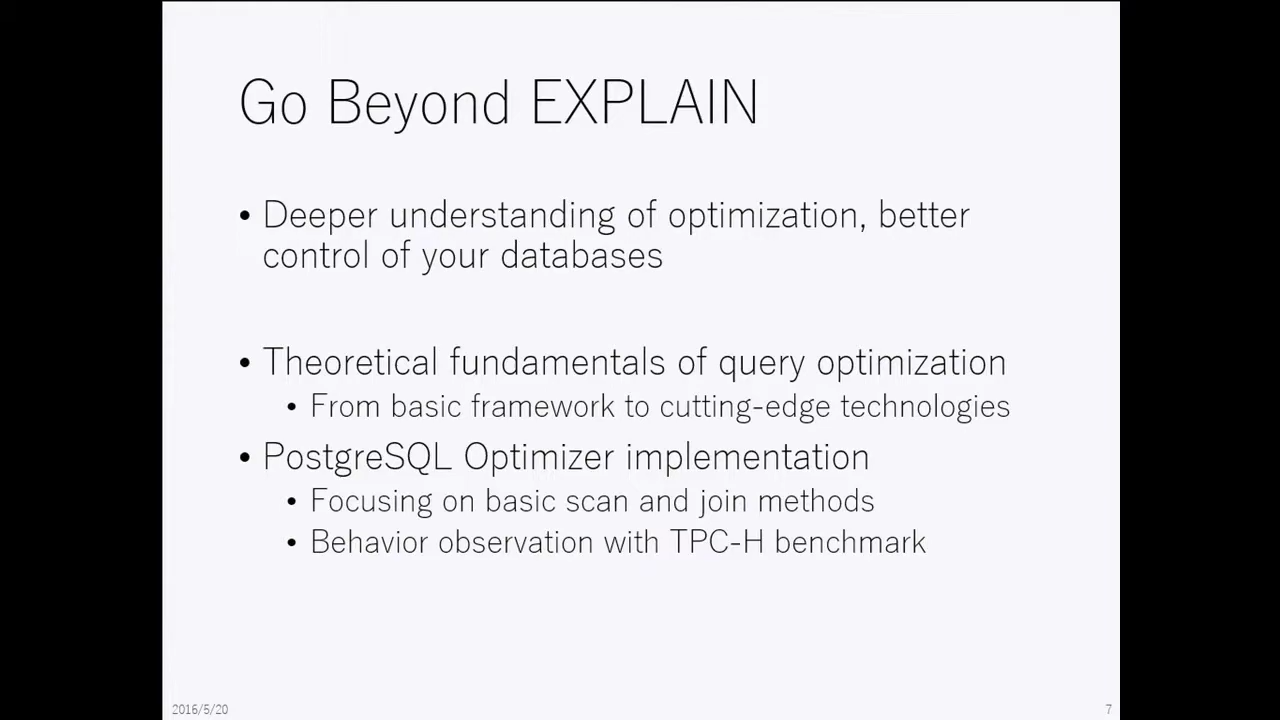 Go Beyond EXPLAIN
• Deeper understanding of optimization, better
control of your databases
• Theoretical fundamentals of query optimization
• From basic framework to cutting-edge technologies
• PostgreSQL Optimizer implementation
• Focusing on basic scan and join methods
• Behavior observation with TPC-H benchmark
2016/5/20
7